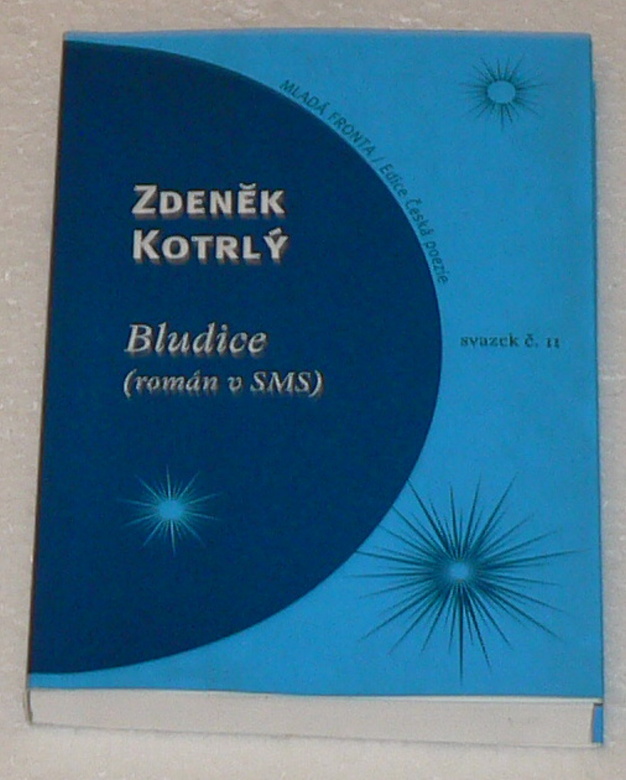 MLADÁ FRONTA / Edice Česká poezie
ZDENĚK
KOTRLÝ
Bludice
(román v SMS)
svazek č. 11